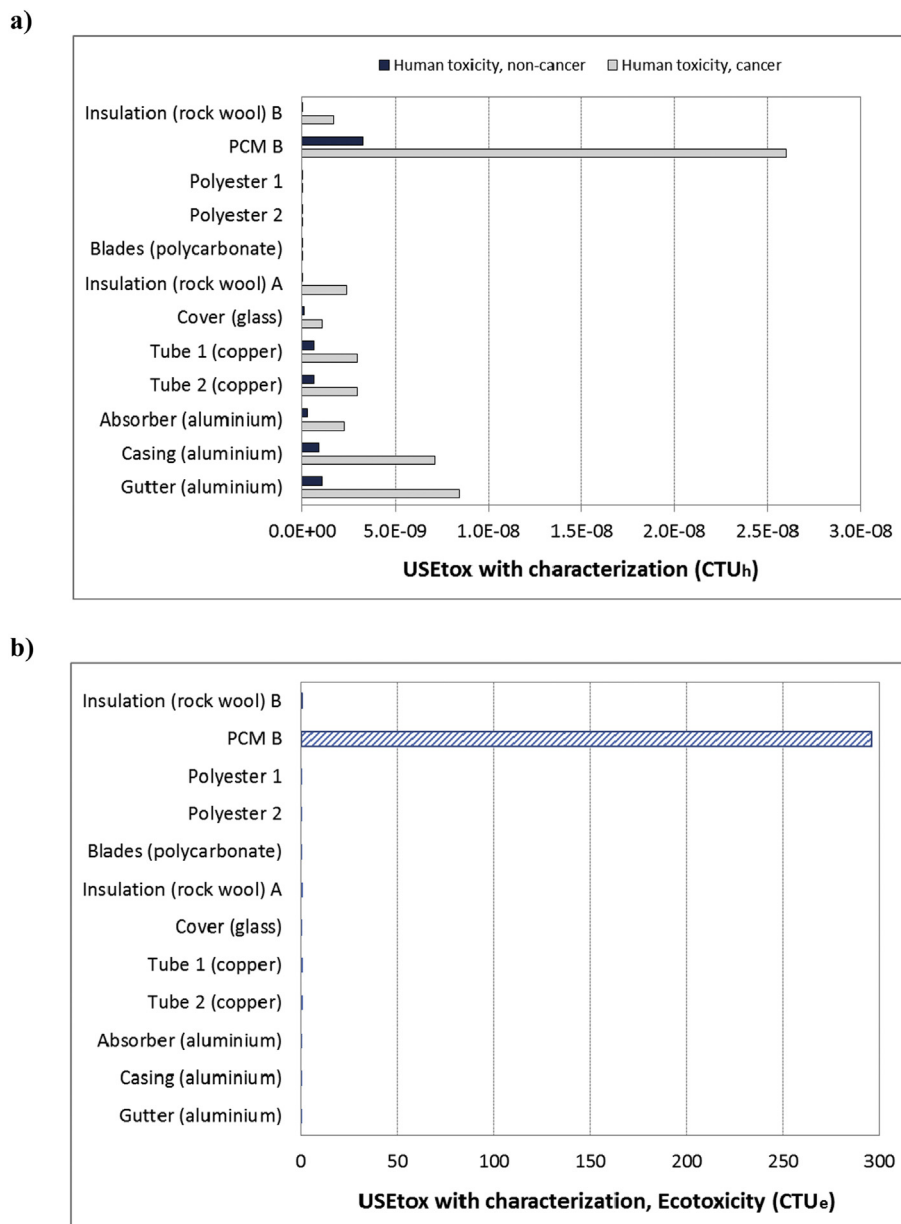 a)
Human toxicity, non-cancer Human toxicity, cancer
Insulation (rock wool) B
PCM B
Polyester 1
Polyester 2
Blades (polycarbonate)
Insulation (rock wool) A
Cover (glass)
Tube 1 (copper)
Tube 2 (copper)
Absorber (aluminium)
Casing (aluminium)
Gutter (aluminium)
0.0E+00 5.0E-09 1.0E-08 1.5E-08 2.0E-08 2.5E-08 3.0E-08
USEtox with characterization (CTUh)
b)
Insulation (rock wool) B
PCM B
Polyester 1
Polyester 2
Blades (polycarbonate)
Insulation (rock wool) A
Cover (glass)
Tube 1 (copper)
Tube 2 (copper)
Absorber (aluminium)
Casing (aluminium)
Gutter (aluminium)
0 50 100 150 200 250 300
USEtox with characterization, Ecotoxicity (CTUe)